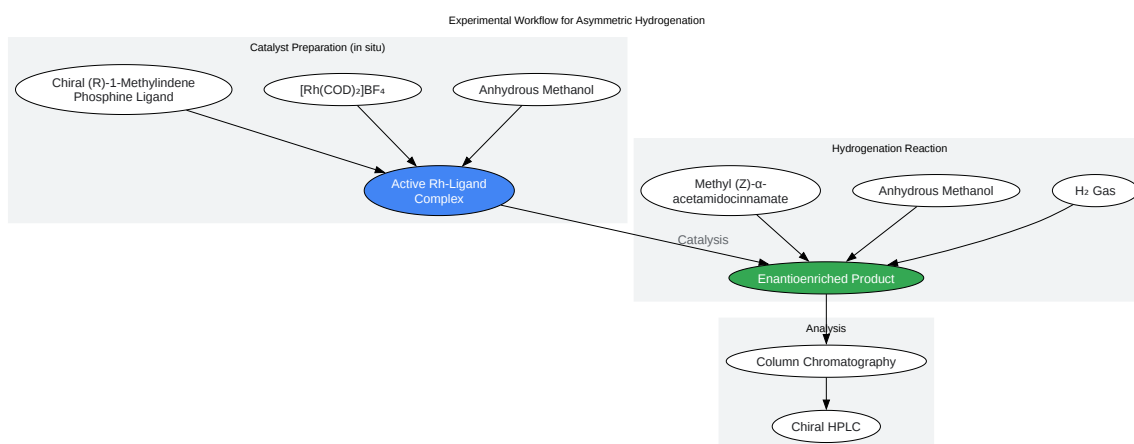 Experimental Workflow for Asymmetric Hydrogenation
Catalyst Preparation (in situ)
Chiral (R)-1-Methylindene
Phosphine Ligand
[Rh(COD)₂]BF₄
Anhydrous Methanol
Active Rh-Ligand
Complex
Hydrogenation Reaction
Methyl (Z)-α-
acetamidocinnamate
Anhydrous Methanol
H₂ Gas
Catalysis
Enantioenriched Product
Analysis
Column Chromatography
Chiral HPLC